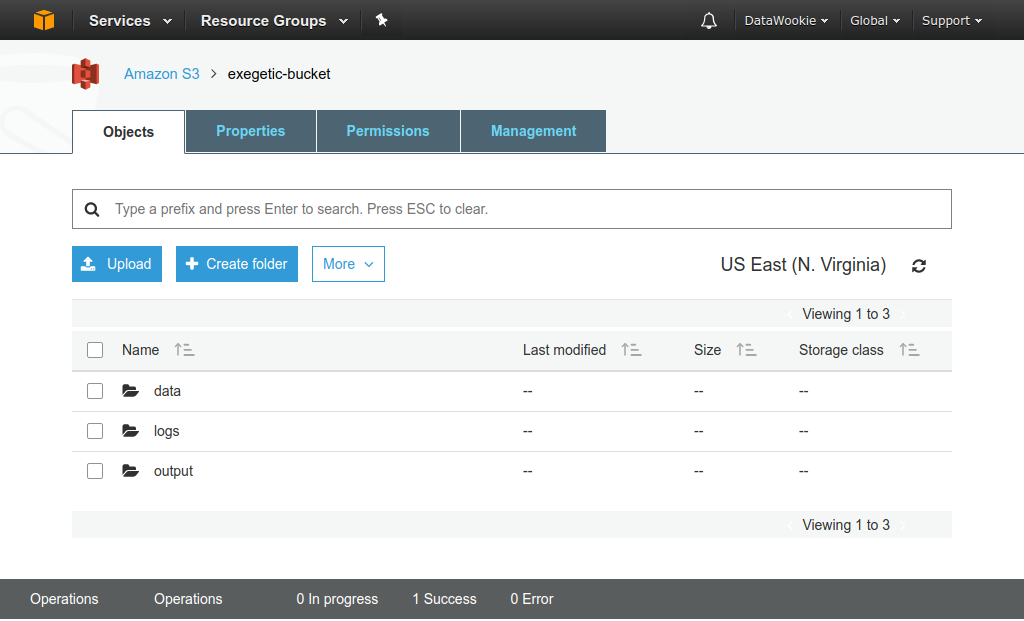 Services Resource Groups DataWookie Global Support
Amazon S3 > exegetic-bucket
Objects Properties Permissions Management
Type a prefix and press Enter to search. Press ESC to clear.
Upload Create folder More US East (N. Virginia)
Viewing 1 to 3
Name Last modified Size Storage class
data -- -- --
logs -- -- --
output -- -- --
Viewing 1 to 3
Operations Operations 0 In progress 1 Success 0 Error